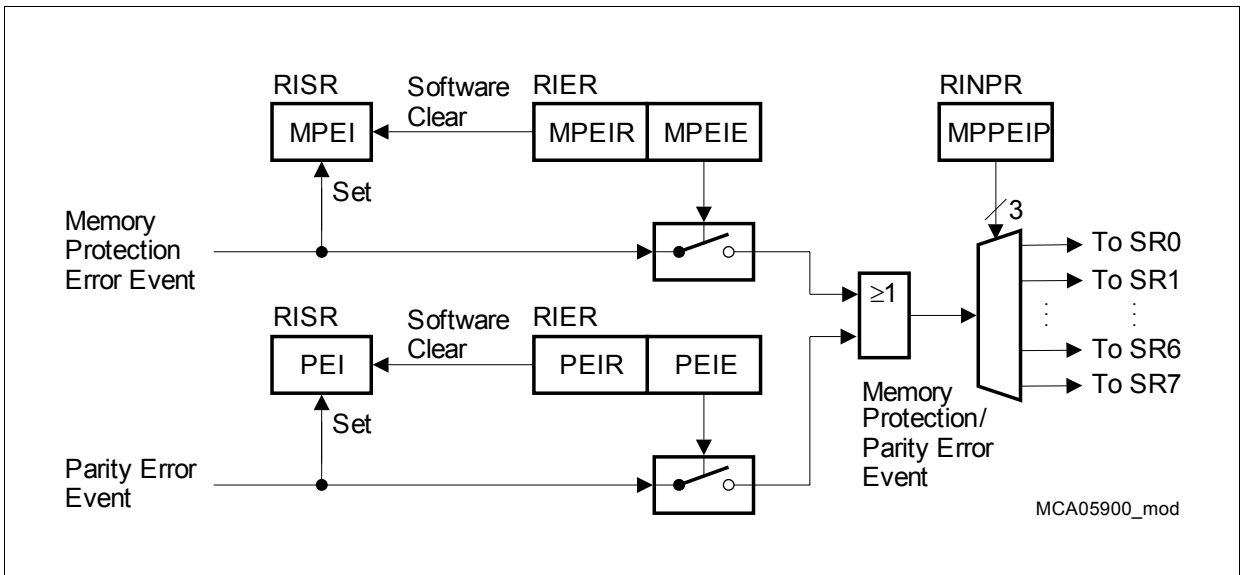 RISR
Software
Clear
RIER
RINPR
MPEI
MPEIR
MPEIE
MPPEIP
Set
3
Memory
Protection
Error Event
To SR0
To SR1
To SR6
To SR7
≥1
RISR
Software
Clear
RIER
PEI
PEIR
PEIE
Set
Memory
Protection/
Parity Error
Event
Parity Error
Event
MCA05900_mod